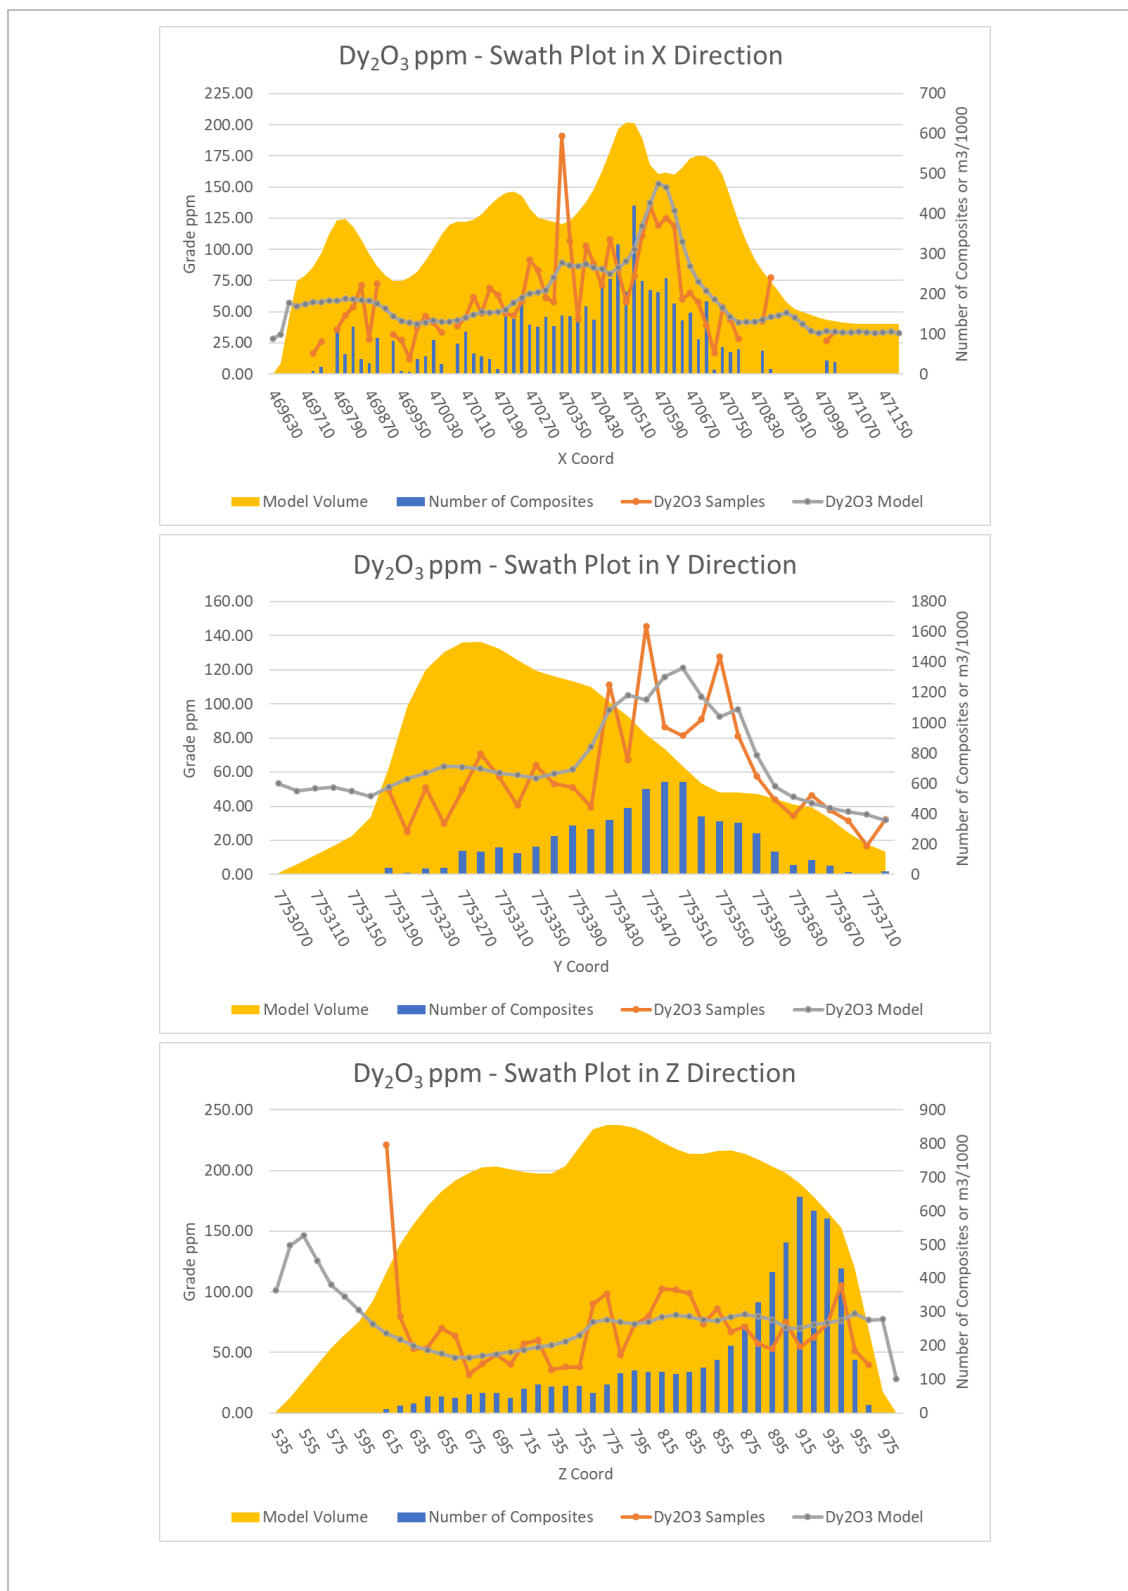 Dy₂O₃ ppm - Swath Plot in X Direction
225.00
200.00
175.00
150.00
125.00
100.00
75.00
50.00
25.00
0.00
Grade ppm
700
600
500
400
300
200
100
0
Number of Composites or m3/1000
469630 469710 469790 469870 469950 470030 470110 470190 470270 470350 470430 470510 470590 470670 470750 470830 470910 470990 471070 471150
X Coord
Model Volume Number of Composites Dy2O3 Samples Dy2O3 Model
Dy₂O₃ ppm - Swath Plot in Y Direction
160.00
140.00
120.00
100.00
80.00
60.00
40.00
20.00
0.00
Grade ppm
1800
1600
1400
1200
1000
800
600
400
200
0
Number of Composites or m3/1000
7753070 7753110 7753150 7753190 7753230 7753270 7753310 7753350 7753390 7753430 7753470 7753510 7753550 7753590 7753630 7753670 7753710
Y Coord
Model Volume Number of Composites Dy2O3 Samples Dy2O3 Model
Dy₂O₃ ppm - Swath Plot in Z Direction
250.00
200.00
150.00
100.00
50.00
0.00
Grade ppm
900
800
700
600
500
400
300
200
100
0
Number of Composites or m3/1000
535 555 575 595 615 635 655 675 695 715 735 755 775 795 815 835 855 875 895 915 935 955 975
Z Coord
Model Volume Number of Composites Dy2O3 Samples Dy2O3 Model